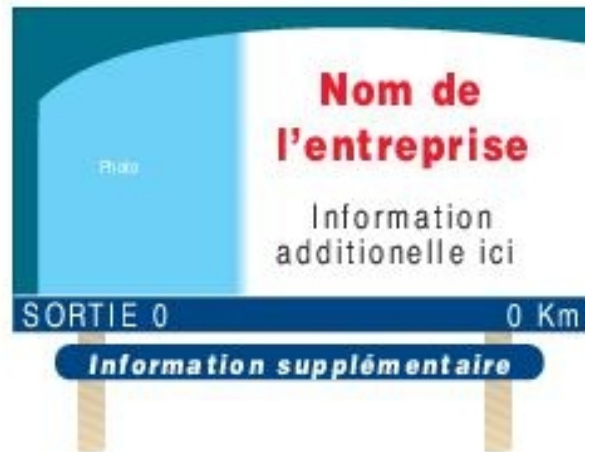 Nom de
l'entreprise
Photo
Information
additionelle ici
SORTIE 0 0 Km
Information supplémentaire